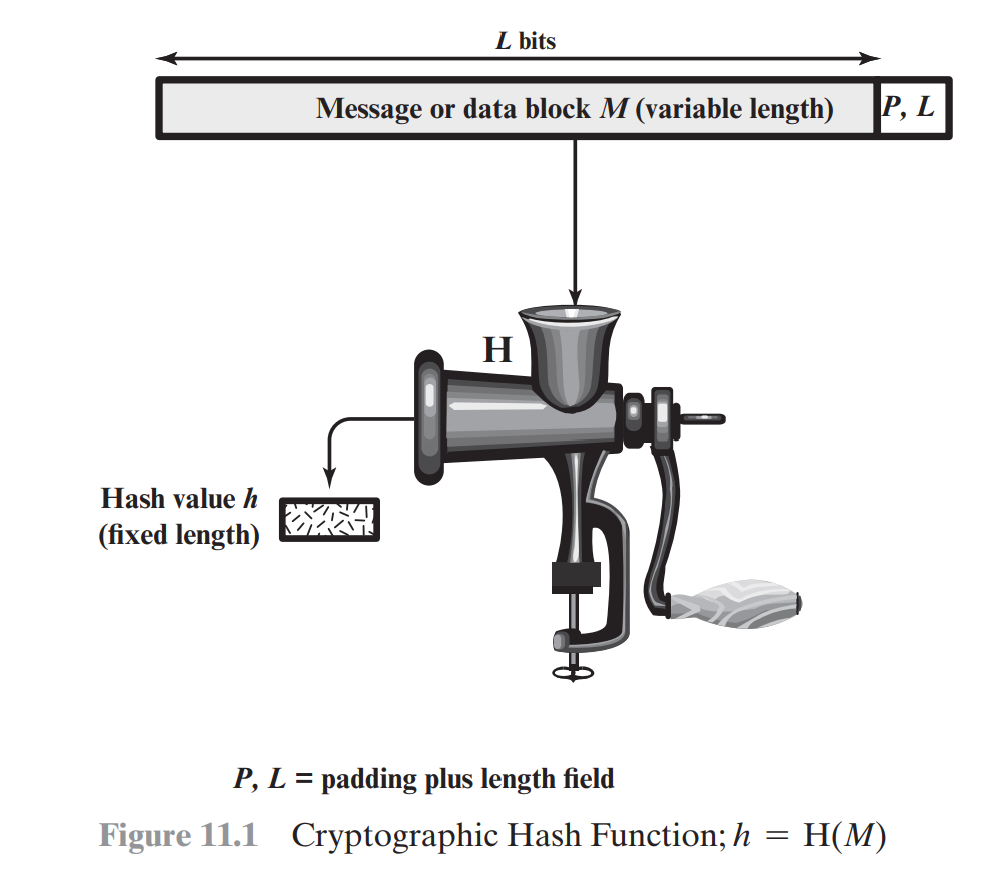 L bits
Message or data block M (variable length) P, L
H
Hash value h
(fixed length)
P, L = padding plus length field
Figure 11.1 Cryptographic Hash Function; h = H(M)